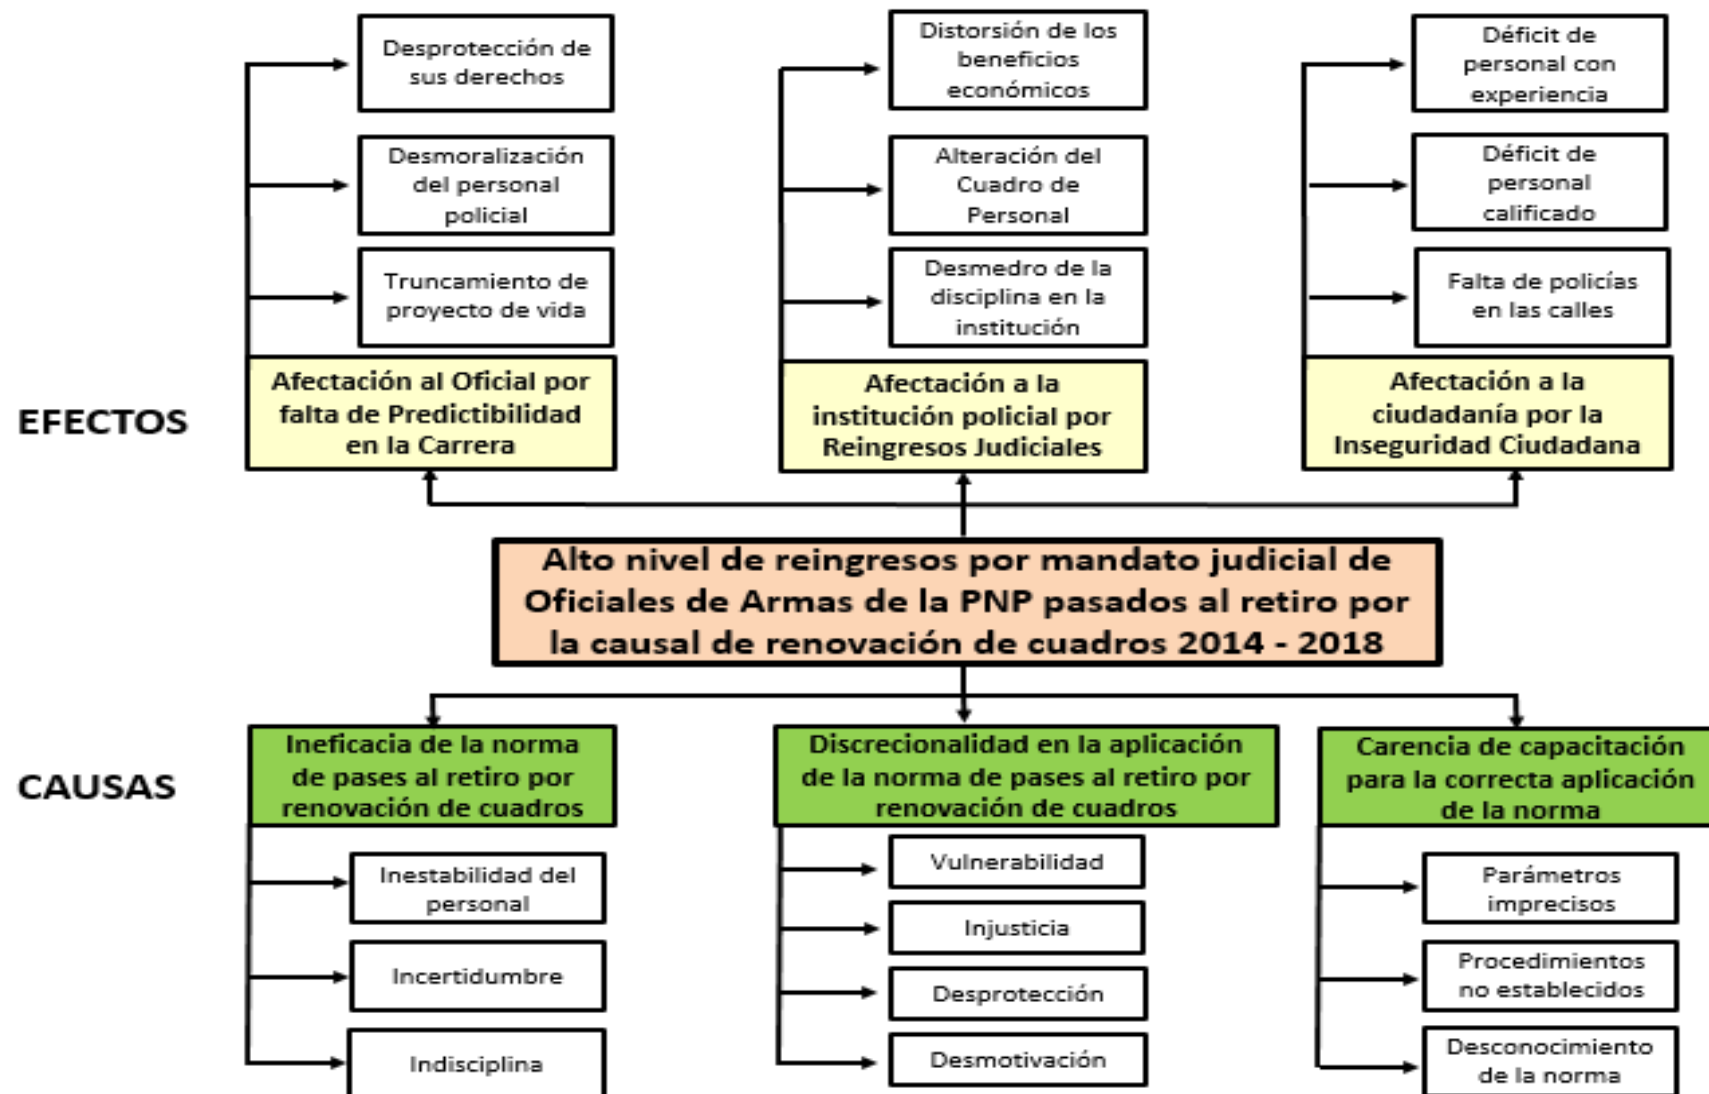 Desprotección de
sus derechos
Desmoralización
del personal
policial
Truncamiento de
proyecto de vida
Afectación al Oficial por
falta de Predictibilidad
en la Carrera
Distorsión de los
beneficios
económicos
Alteración del
Cuadro de
Personal
Desmedro de la
disciplina en la
institución
Afectación a la
institución policial por
Reingresos Judiciales
Déficit de
personal con
experiencia
Déficit de
personal
calificado
Falta de policías
en las calles
Afectación a la
ciudadanía por la
Inseguridad Ciudadana
EFECTOS
Alto nivel de reingresos por mandato judicial de
Oficiales de Armas de la PNP pasados al retiro por
la causal de renovación de cuadros 2014 - 2018
CAUSAS
Ineficacia de la norma
de pases al retiro por
renovación de cuadros
Inestabilidad del
personal
Incertidumbre
Indisciplina
Discrecionalidad en la aplicación
de la norma de pases al retiro por
renovación de cuadros
Vulnerabilidad
Injusticia
Desprotección
Desmotivación
Carencia de capacitación
para la correcta aplicación
de la norma
Parámetros
imprecisos
Procedimientos
no establecidos
Desconocimiento
de la norma